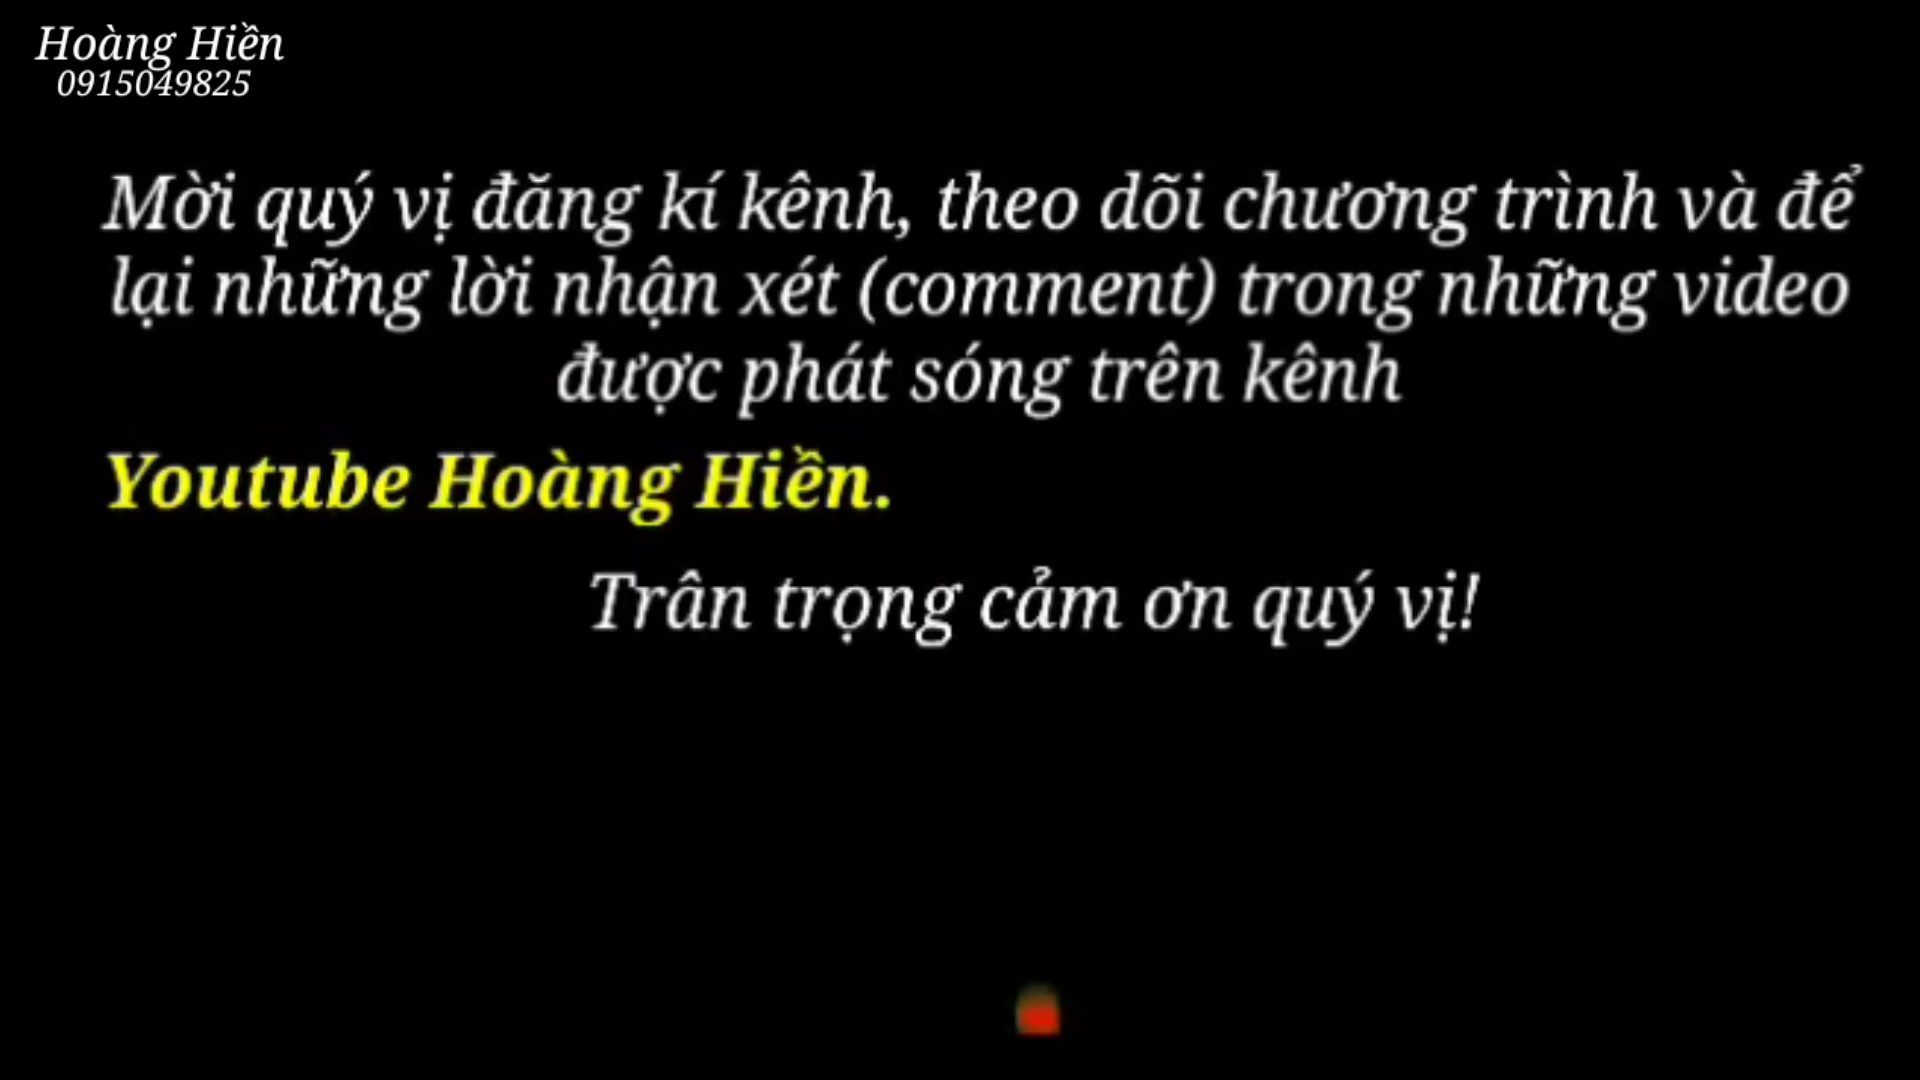 Hoàng Hiền
0915049825
Mời quý vị đăng kí kênh, theo dõi chương trình và để
lại những lời nhận xét (comment) trong những video
được phát sóng trên kênh
Youtube Hoàng Hiền.
Trân trọng cảm ơn quý vị!